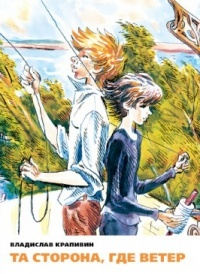 ВЛАДИСЛАВ КРАПИВИН
ТА СТОРОНА, ГДЕ ВЕТЕР